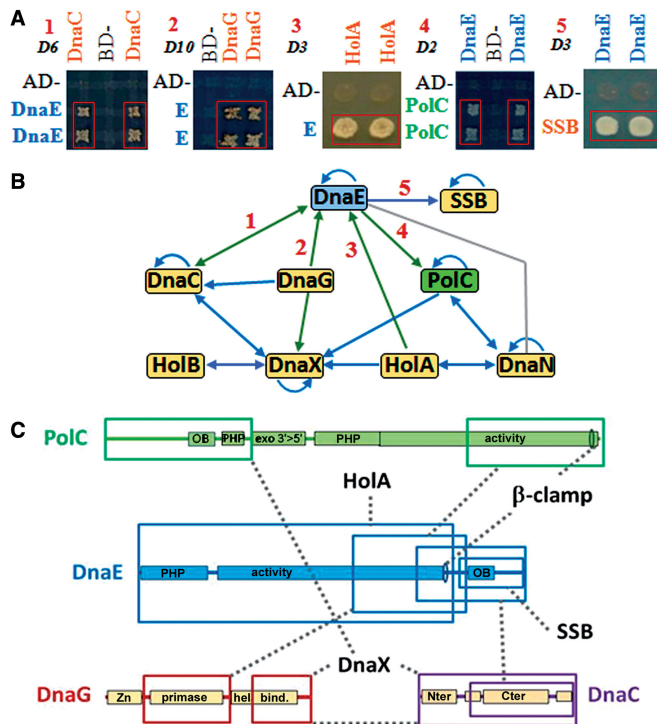 A
1 D6 DnaC BD- DnaC
AD-
DnaE
DnaE
2 D10 BD- DnaG DnaG
E
E
3 D3 HolA HolA
AD-
E
4 D2 DnaE BD- DnaE
AD-
PolC
PolC
5 D3 DnaE DnaE
AD-
SSB
B
DnaE 5 SSB
1 2 3 4
DnaC DnaG PolC
HolB DnaX HolA DnaN
C
PolC OB PHP exo 3'>5' PHP activity
HolA β-clamp
DnaE PHP activity OB
SSB
DnaX
DnaG Zn primase hel bind. Nter Cter DnaC